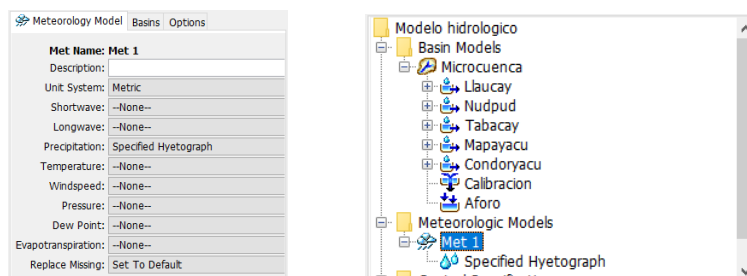 Meteorology Model Basins Options
Met Name: Met 1
Description:
Unit System: Metric
Shortwave: --None--
Longwave: --None--
Precipitation: Specified Hyetograph
Temperature: --None--
Windspeed: --None--
Pressure: --None--
Dew Point: --None--
Evapotranspiration: --None--
Replace Missing: Set To Default
Modelo hidrologico
Basin Models
Microcuenca
Llaucay
Nudpud
Tabacay
Mapayacu
Condoryacu
Calibracion
Aforo
Meteorologic Models
Met 1
Specified Hyetograph